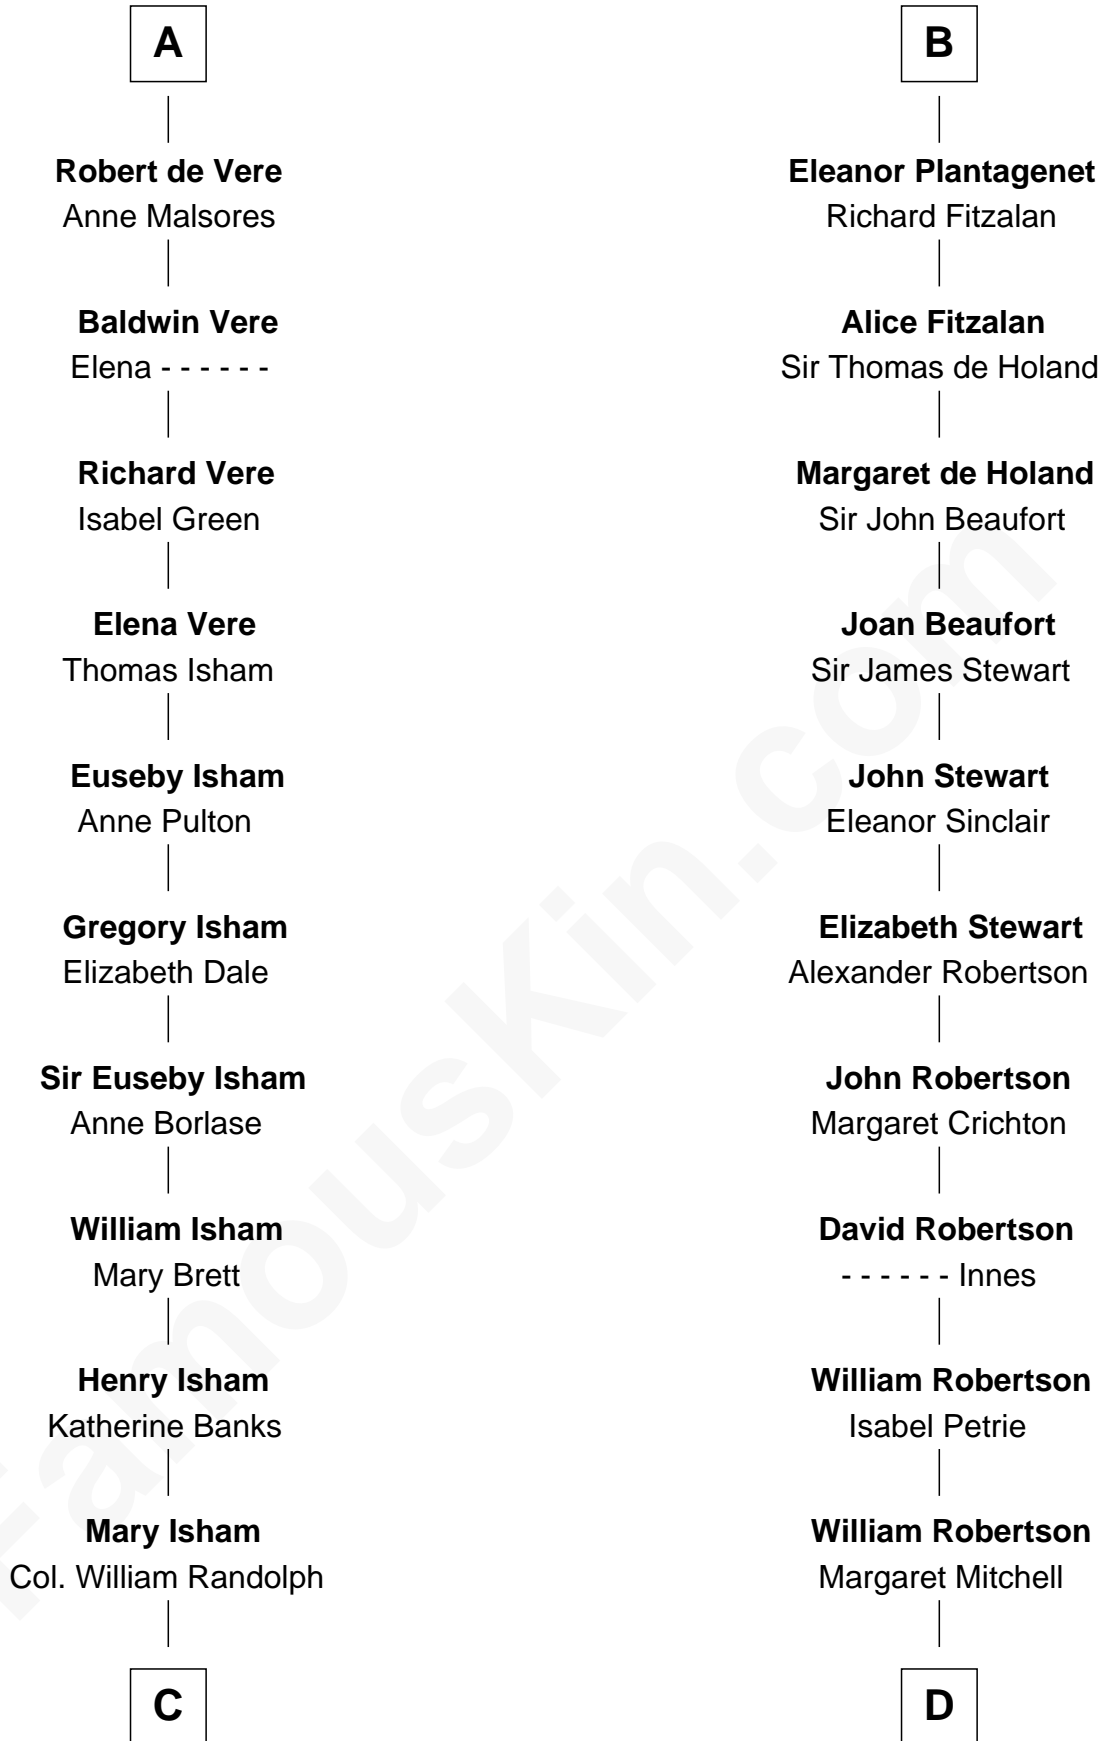 A
Robert de Vere
Anne Malsores
Baldwin Vere
Elena - - - - - -
Richard Vere
Isabel Green
Elena Vere
Thomas Isham
Euseby Isham
Anne Pulton
Gregory Isham
Elizabeth Dale
Sir Euseby Isham
Anne Borlase
William Isham
Mary Brett
Henry Isham
Katherine Banks
Mary Isham
Col. William Randolph
C
B
Eleanor Plantagenet
Richard Fitzalan
Alice Fitzalan
Sir Thomas de Holand
Margaret de Holand
Sir John Beaufort
Joan Beaufort
Sir James Stewart
John Stewart
Eleanor Sinclair
Elizabeth Stewart
Alexander Robertson
John Robertson
Margaret Crichton
David Robertson
- - - - - - Innes
William Robertson
Isabel Petrie
William Robertson
Margaret Mitchell
D
FamousKin.com